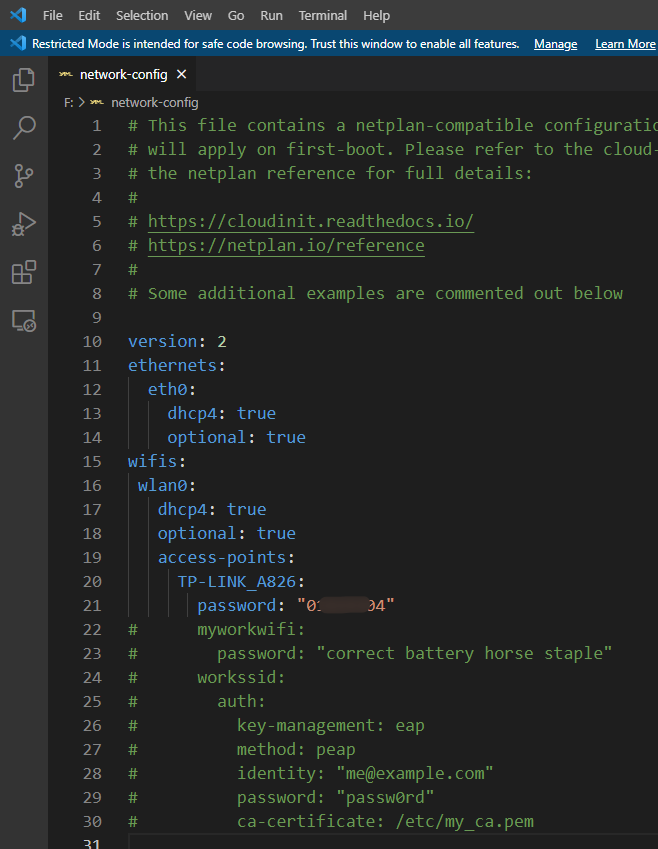 File Edit Selection View Go Run Terminal Help
Restricted Mode is intended for safe code browsing. Trust this window to enable all features. Manage Learn More
network-config
F: > network-config
1 # This file contains a netplan-compatible
2 # will apply on first-boot. Please refer to the
3 # the netplan reference for full details:
4 #
5 # https://cloudinit.readthedocs.io/
6 # https://netplan.io/reference
7 #
8 # Some additional examples are commented out below
9
10 version: 2
11 ethernets:
12 eth0:
13 dhcp4: true
14 optional: true
15 wifis:
16 wlan0:
17 dhcp4: true
18 optional: true
19 access-points:
20 TP-LINK_A826:
21 password:
22 # myworkwifi:
23 # password: "correct battery horse staple"
24 # workssid:
25 # auth:
26 # key-management: eap
27 # method: peap
28 # identity: "me@example.com"
29 # password: "passw0rd"
30 # ca-certificate: /etc/my_ca.pem
31